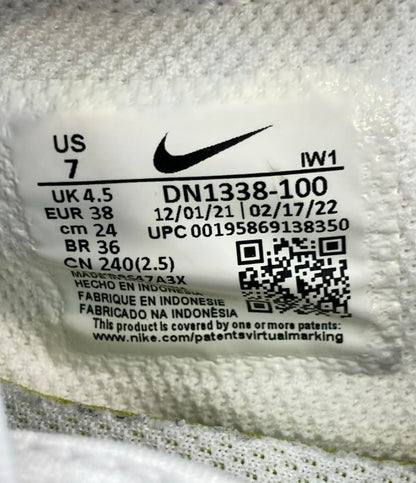 US
7
IW1
UK 4.5
EUR 38
cm 24
BR 36
CN 240(2.5)
DN1338-100
12/01/21 | 02/17/22
UPC 00195869138350
HECHO EN INDONESIA
FABRIQUE EN INDONESIE
FABRICADO NA INDONÈSIA
This product is covered by one or more patents:
www.nike.com/patentsvirtualmarking